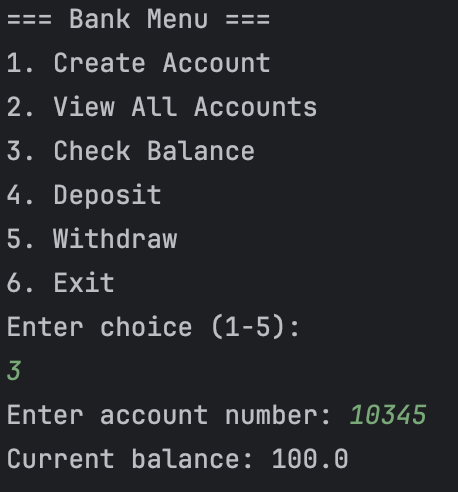 === Bank Menu ===
1. Create Account
2. View All Accounts
3. Check Balance
4. Deposit
5. Withdraw
6. Exit
Enter choice (1-5):
3
Enter account number: 10345
Current balance: 100.0